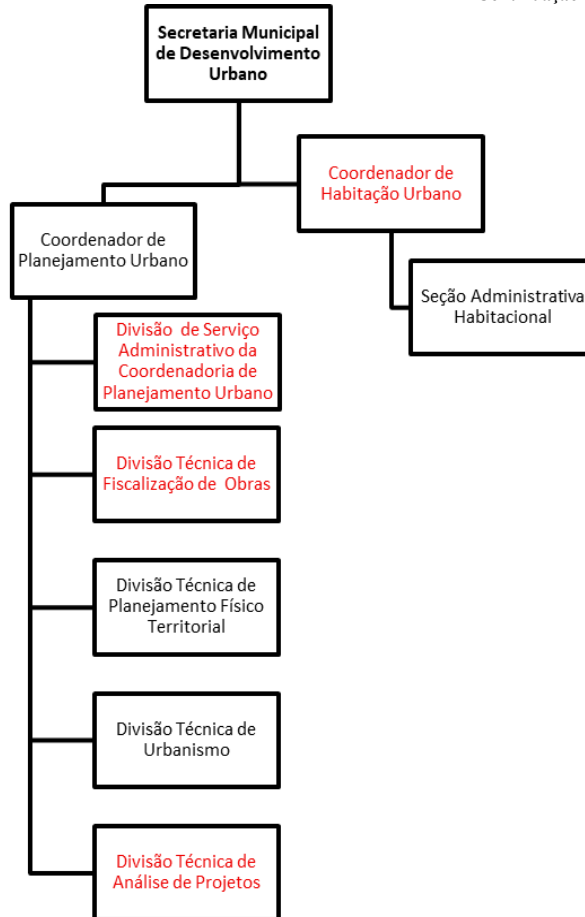 Secretaria Municipal
de Desenvolvimento
Urbano
Coordenador de
Habitação Urbano
Coordenador de
Planejamento Urbano
Seção Administrativa
Habitacional
Divisão de Serviço
Administrativo da
Coordenadoria de
Planejamento Urbano
Divisão Técnica de
Fiscalização de Obras
Divisão Técnica de
Planejamento Físico
Territorial
Divisão Técnica de
Urbanismo
Divisão Técnica de
Análise de Projetos